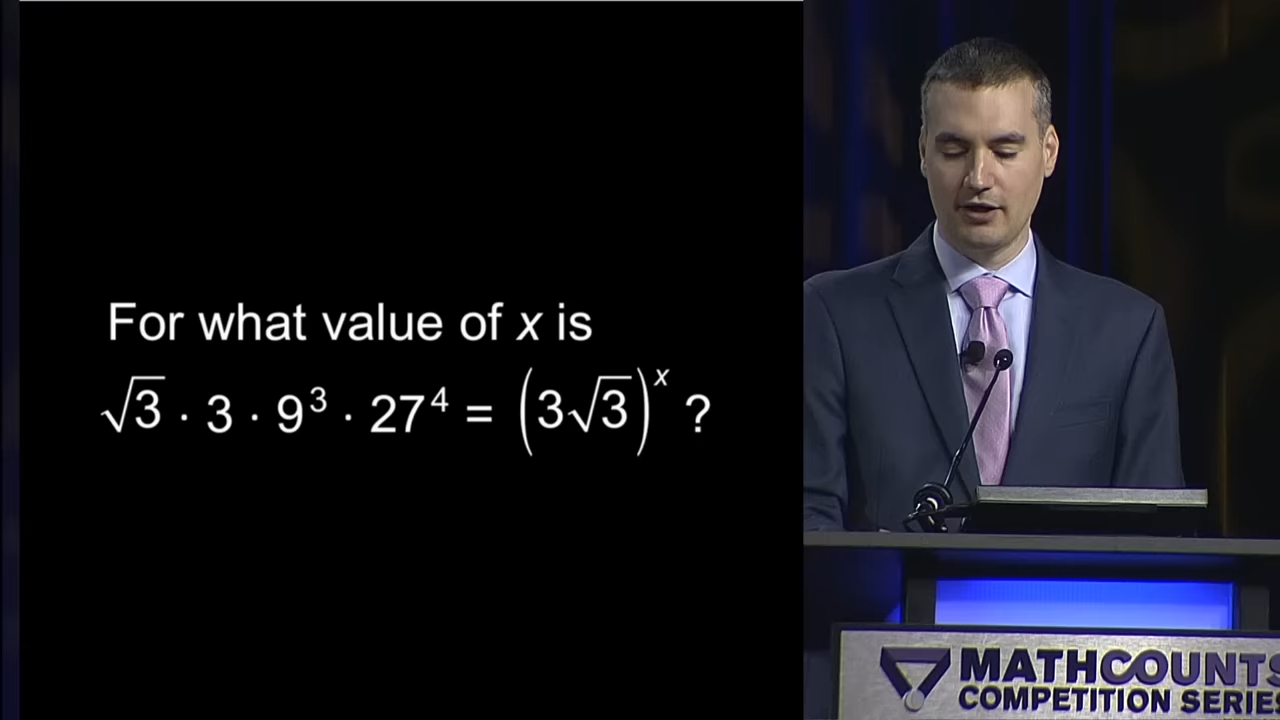 For what value of x is
√3 · 3 · 9³ · 27⁴ = (3√3)ˣ ?
MATHCOUNTS
COMPETITION SERIES